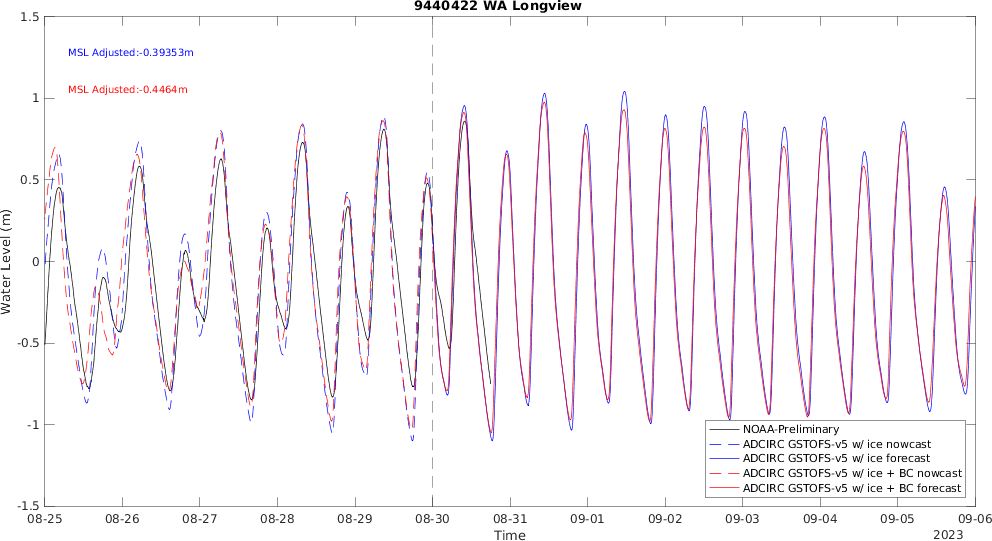 9440422 WA Longview
MSL Adjusted:-0.39353m
MSL Adjusted:-0.4464m
Water Level (m)
1.5
1
0.5
0
-0.5
-1
-1.5
NOAA-Preliminary
ADCIRC GSTOFS-v5 w/ ice nowcast
ADCIRC GSTOFS-v5 w/ ice forecast
ADCIRC GSTOFS-v5 w/ ice + BC nowcast
ADCIRC GSTOFS-v5 w/ ice + BC forecast
08-25 08-26 08-27 08-28 08-29 08-30 08-31 09-01 09-02 09-03 09-04 09-05 09-06
Time
2023